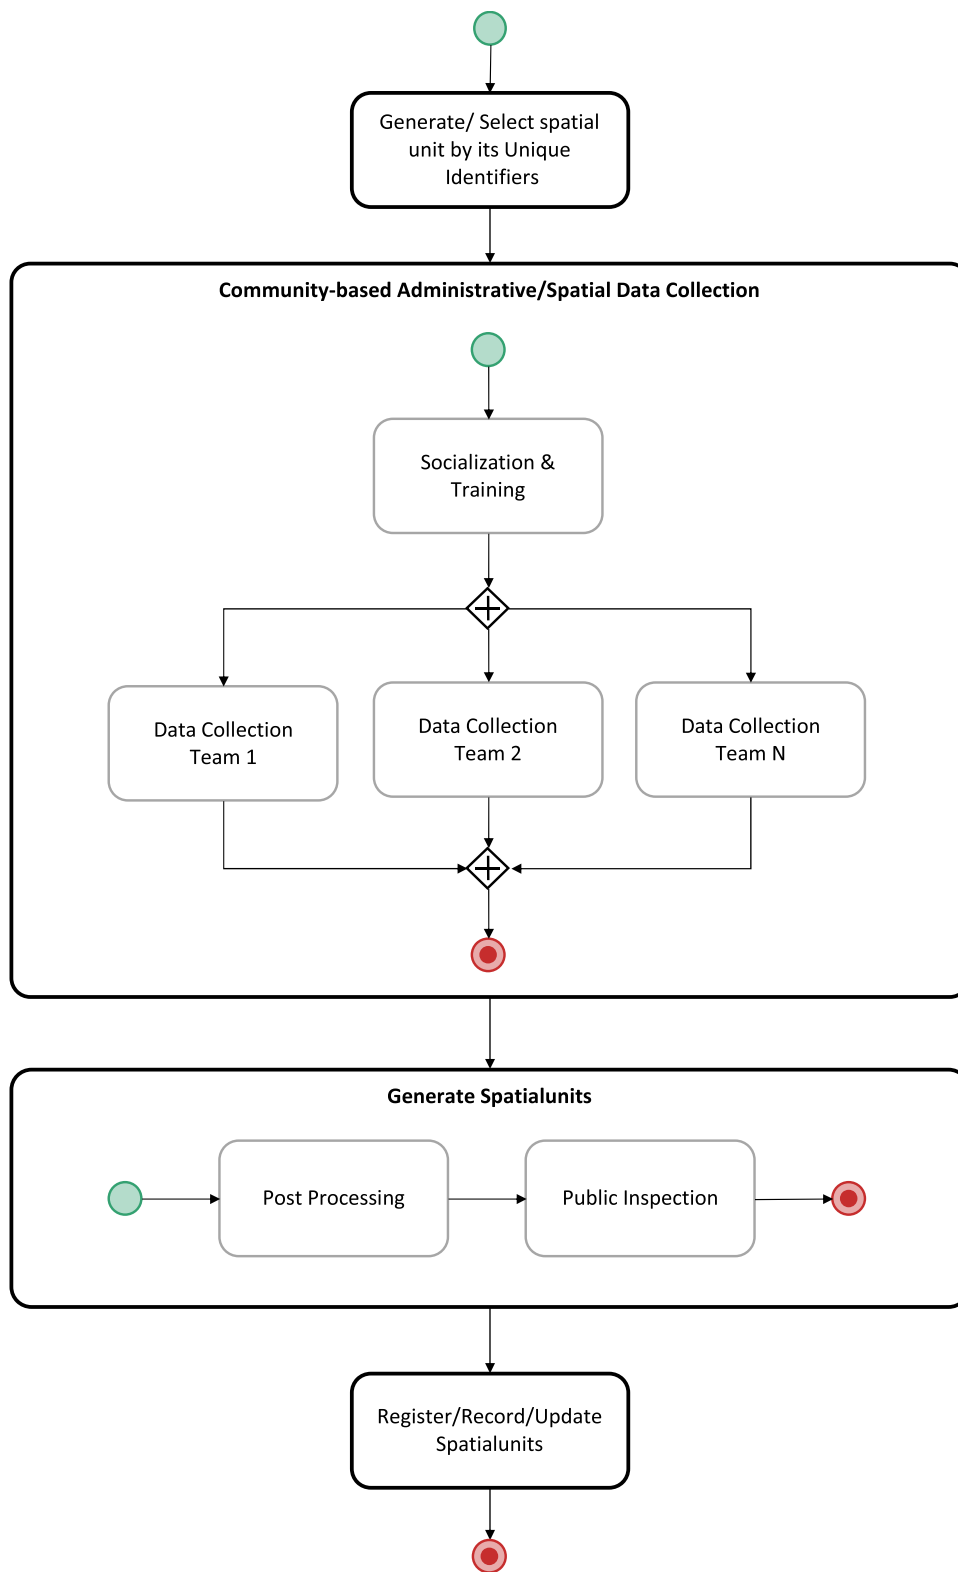 Generate/ Select spatial
unit by its Unique
Identifiers
Community-based Administrative/Spatial Data Collection
Socialization &
Training
Data Collection
Team 1
Data Collection
Team 2
Data Collection
Team N
Generate Spatialunits
Post Processing
Public Inspection
Register/Record/Update
Spatialunits